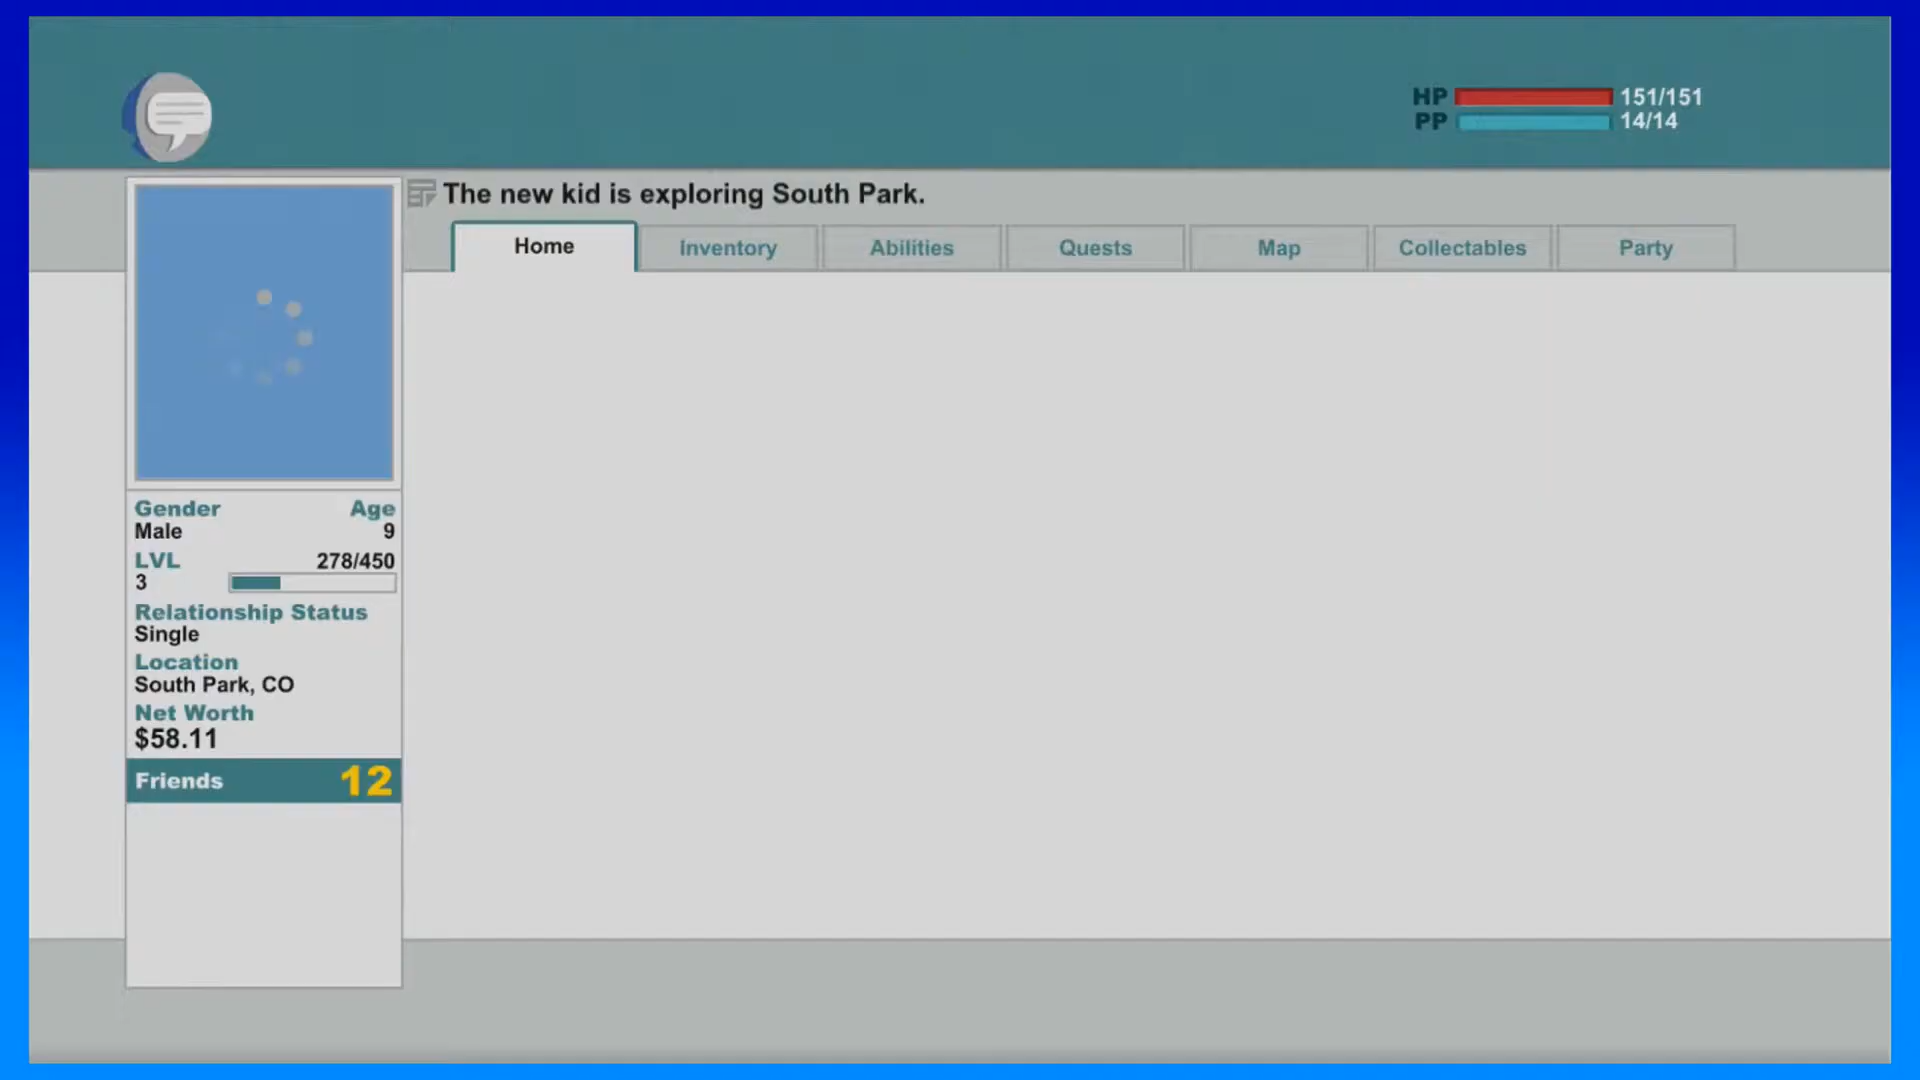 HP 151/151
PP 14/14
The new kid is exploring South Park.
Home Inventory Abilities Quests Map Collectables Party
Gender Age
Male 9
LVL 278/450
3
Relationship Status
Single
Location
South Park, CO
Net Worth
$58.11
Friends 12